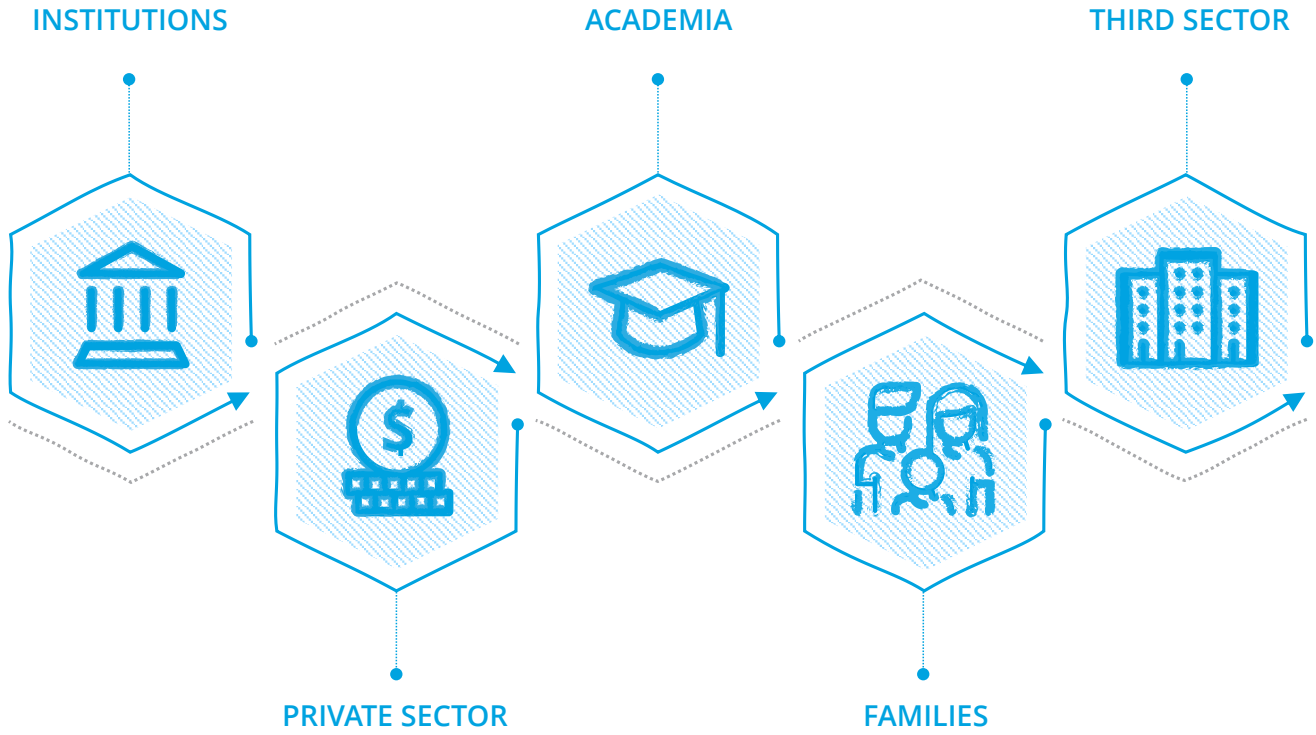 INSTITUTIONS
ACADEMIA
THIRD SECTOR
$
PRIVATE SECTOR
FAMILIES